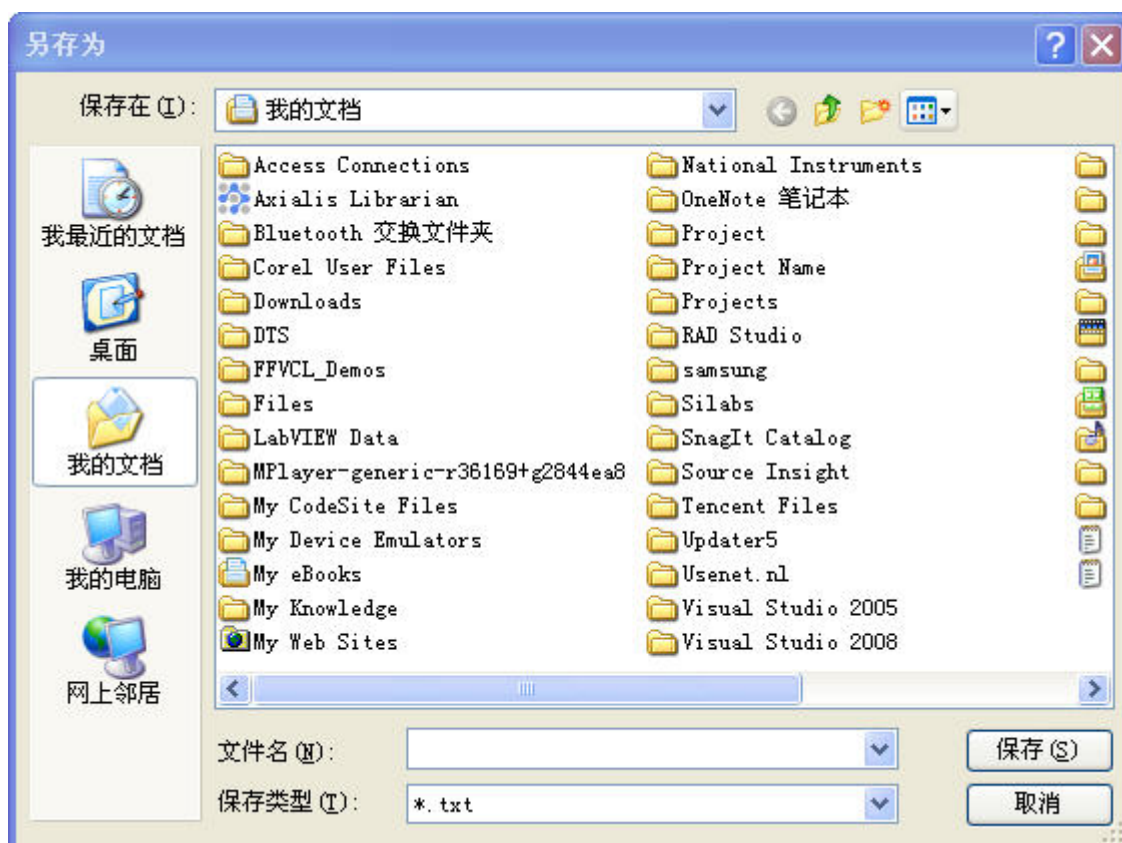 另存为
保存在(I):
我的文档
我最近的文档
桌面
我的文档
我的电脑
网上邻居
Access Connections
Axialis Librarian
Bluetooth 交换文件夹
Corel User Files
Downloads
DTS
FFVCL_Demos
Files
LabVIEW Data
MPlayer-generic-r36169+g2844ea8
My CodeSite Files
My Device Emulators
My eBooks
My Knowledge
My Web Sites
National Instruments
OneNote 笔记本
Project
Project Name
Projects
RAD Studio
samsung
Silabs
SnagIt Catalog
Source Insight
Tencent Files
Updater5
Usenet.nl
Visual Studio 2005
Visual Studio 2008
文件名(N):
保存(S)
保存类型(T):
*.txt
取消